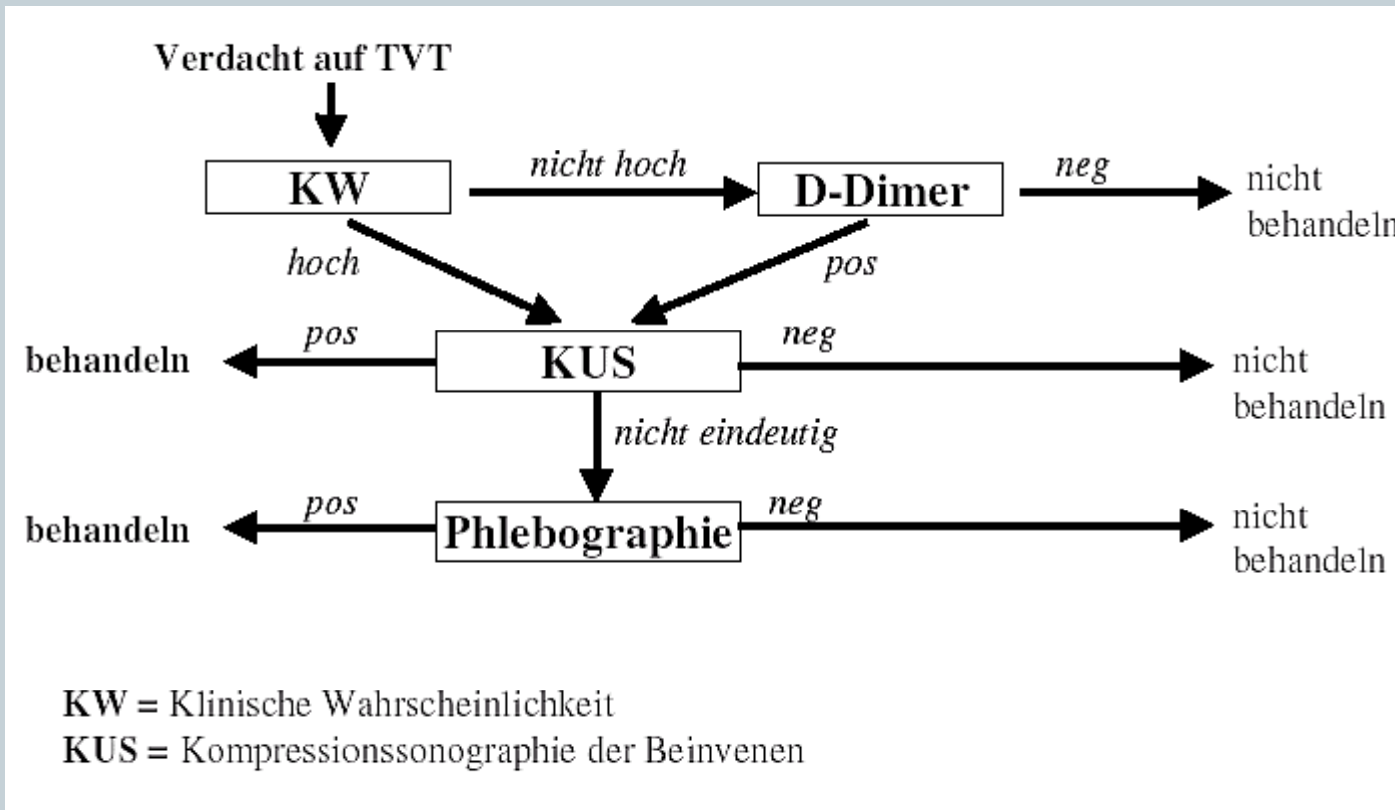 Verdacht auf TVT
KW
nicht hoch
D-Dimer
neg
nicht
behandeln
hoch
pos
behandeln
pos
KUS
neg
nicht
behandeln
nicht eindeutig
behandeln
pos
Phlebographie
neg
nicht
behandeln
KW = Klinische Wahrscheinlichkeit
KUS = Kompressionssonographie der Beinvenen